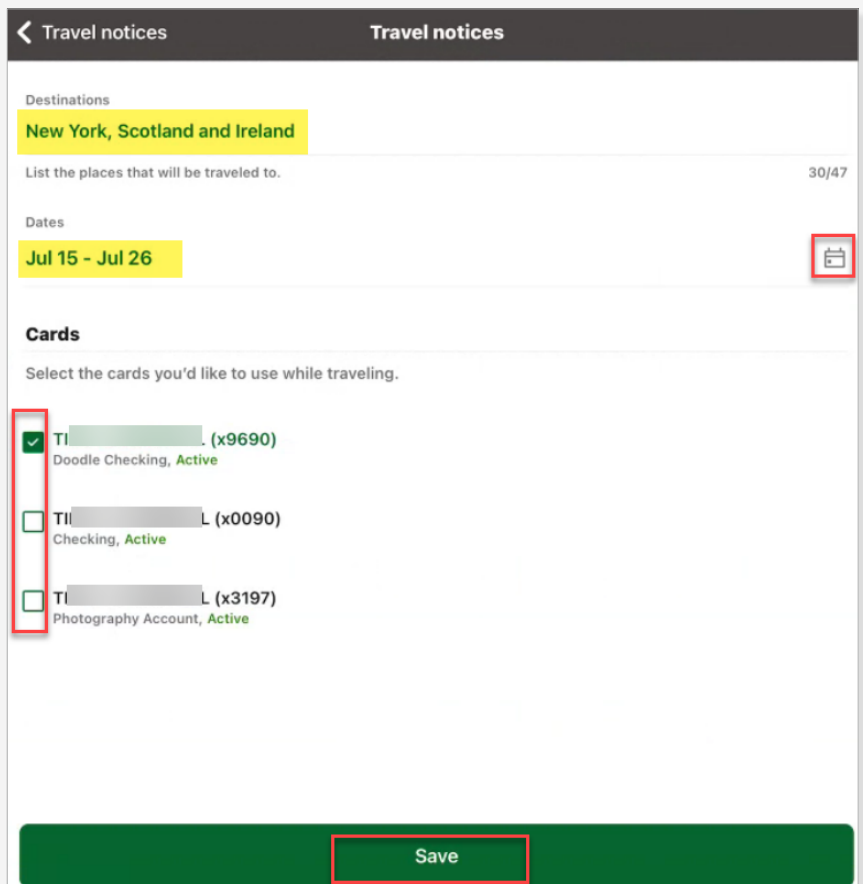 Travel notices
Travel notices
Destinations
New York, Scotland and Ireland
List the places that will be traveled to.
30/47
Dates
Jul 15 - Jul 26
Cards
Select the cards you'd like to use while traveling.
(x9690)
Doodle Checking, Active
L (x0090)
Checking, Active
L (x3197)
Photography Account, Active
Save